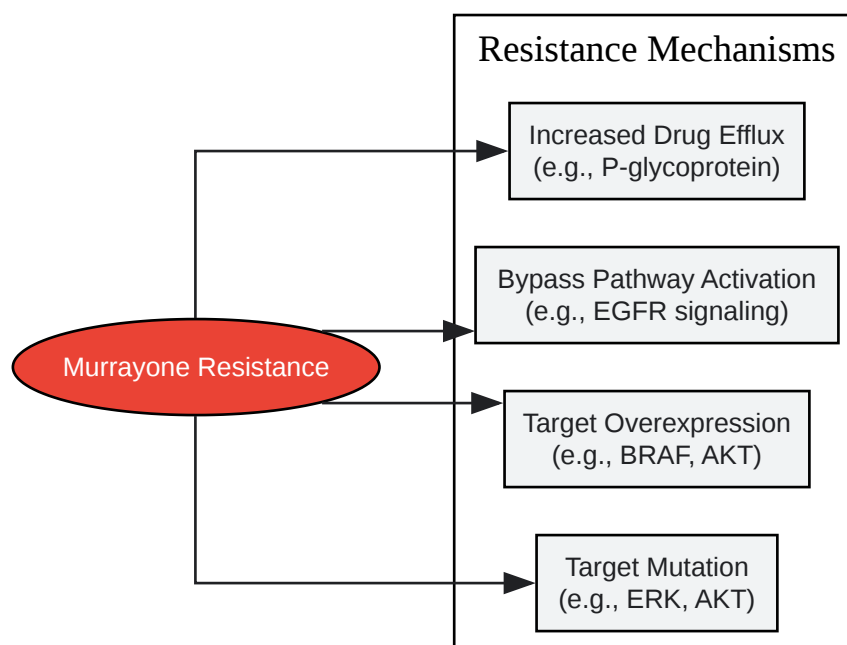 Resistance Mechanisms
Increased Drug Efflux
(e.g., P-glycoprotein)
Bypass Pathway Activation
(e.g., EGFR signaling)
Murrayone Resistance
Target Overexpression
(e.g., BRAF, AKT)
Target Mutation
(e.g., ERK, AKT)